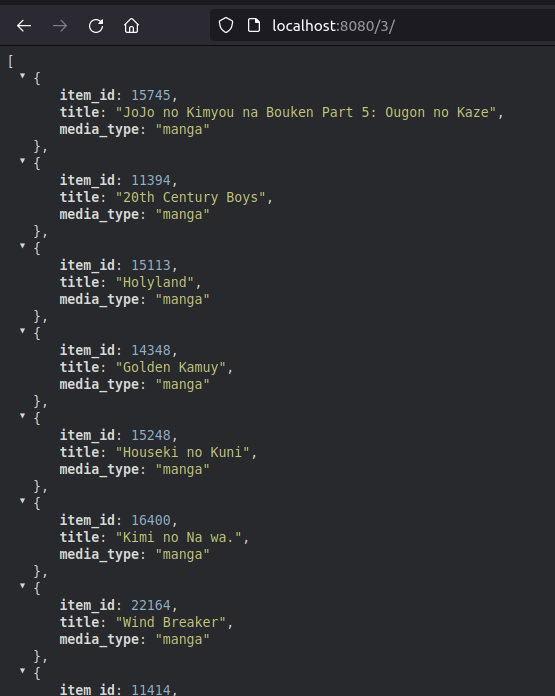 localhost:8080/3/
[
{
item_id: 15745,
title: "JoJo no Kimyou na Bouken Part 5: Ougon no Kaze",
media_type: "manga"
},
{
item_id: 11394,
title: "20th Century Boys",
media_type: "manga"
},
{
item_id: 15113,
title: "Holyland",
media_type: "manga"
},
{
item_id: 14348,
title: "Golden Kamuy",
media_type: "manga"
},
{
item_id: 15248,
title: "Houseki no Kuni",
media_type: "manga"
},
{
item_id: 16400,
title: "Kimi no Na wa.",
media_type: "manga"
},
{
item_id: 22164,
title: "Wind Breaker",
media_type: "manga"
},
{
item_id: 11414,